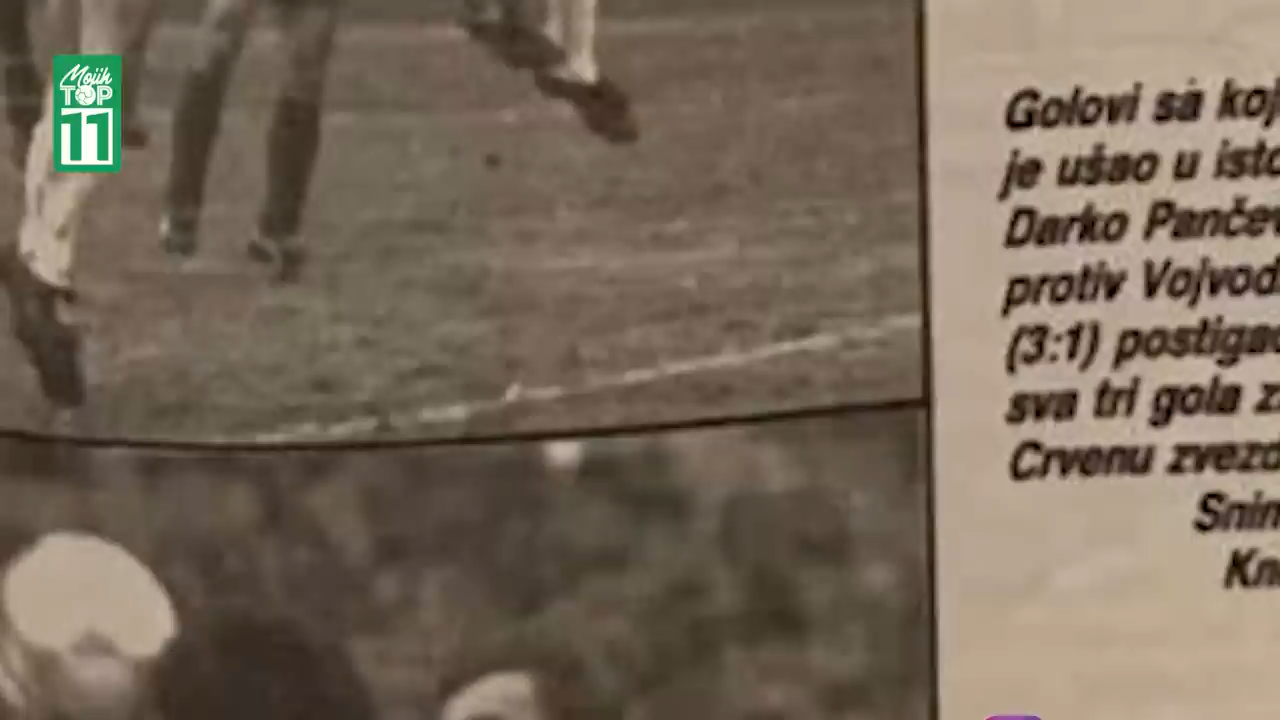 Mojih
TOP
11
Golovi sa koj
je ušao u isto
Darko Pančev
protiv Vojvod
(3:1) postigao
sva tri gola z
Crvenu zvezd
Snim
Kn